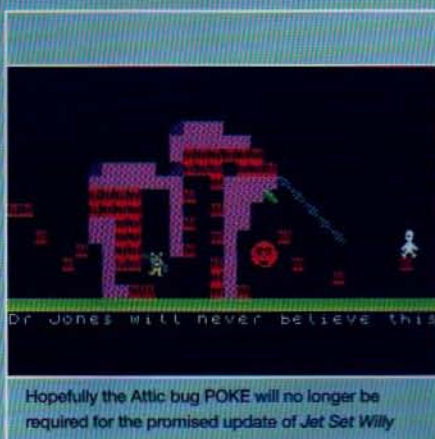 Dr Jones will never believe this
Hopefully the Attic bug POKE will no longer be
required for the promised update of Jet Set Willy